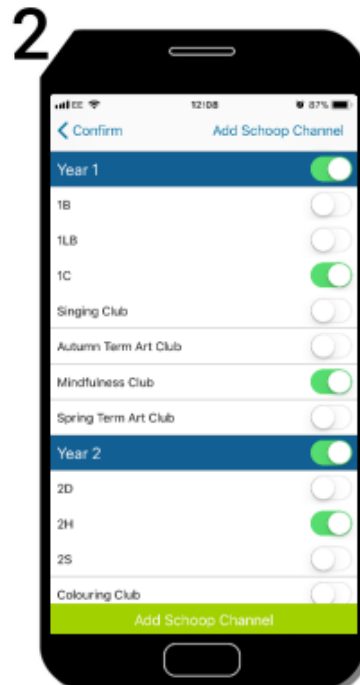 2
EE 12:08 87%
Confirm Add Schoop Channel
Year 1
1B
1LB
1C
Singing Club
Autumn Term Art Club
Mindfulness Club
Spring Term Art Club
Year 2
2D
2H
2S
Colouring Club
Add Schoop Channel